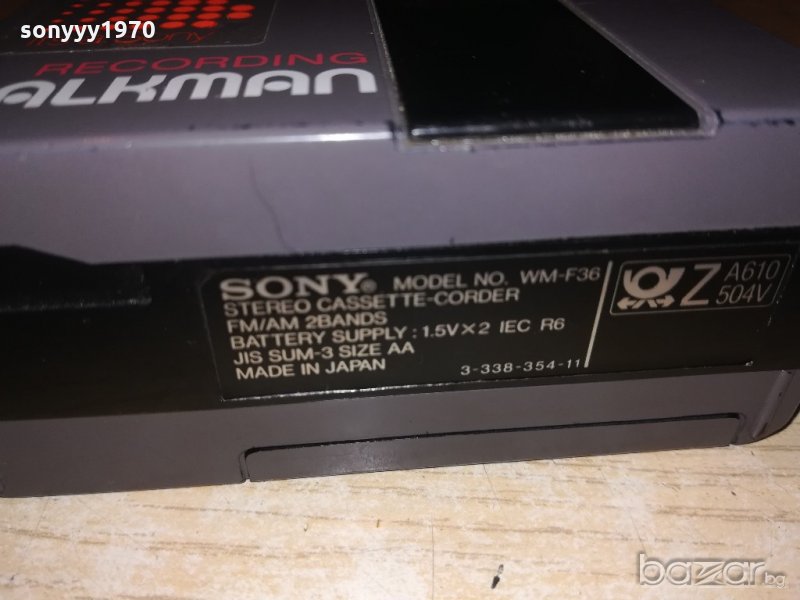 sonyyy1970
RECORDING
ALKMAN
SONY® MODEL NO. WM-F36
STEREO CASSETTE-CORDER
FM/AM 2BANDS
BATTERY SUPPLY : 1.5V×2 IEC R6
JIS SUM-3 SIZE AA
MADE IN JAPAN 3-338-354-11
Z A610
504V
bazar.bg